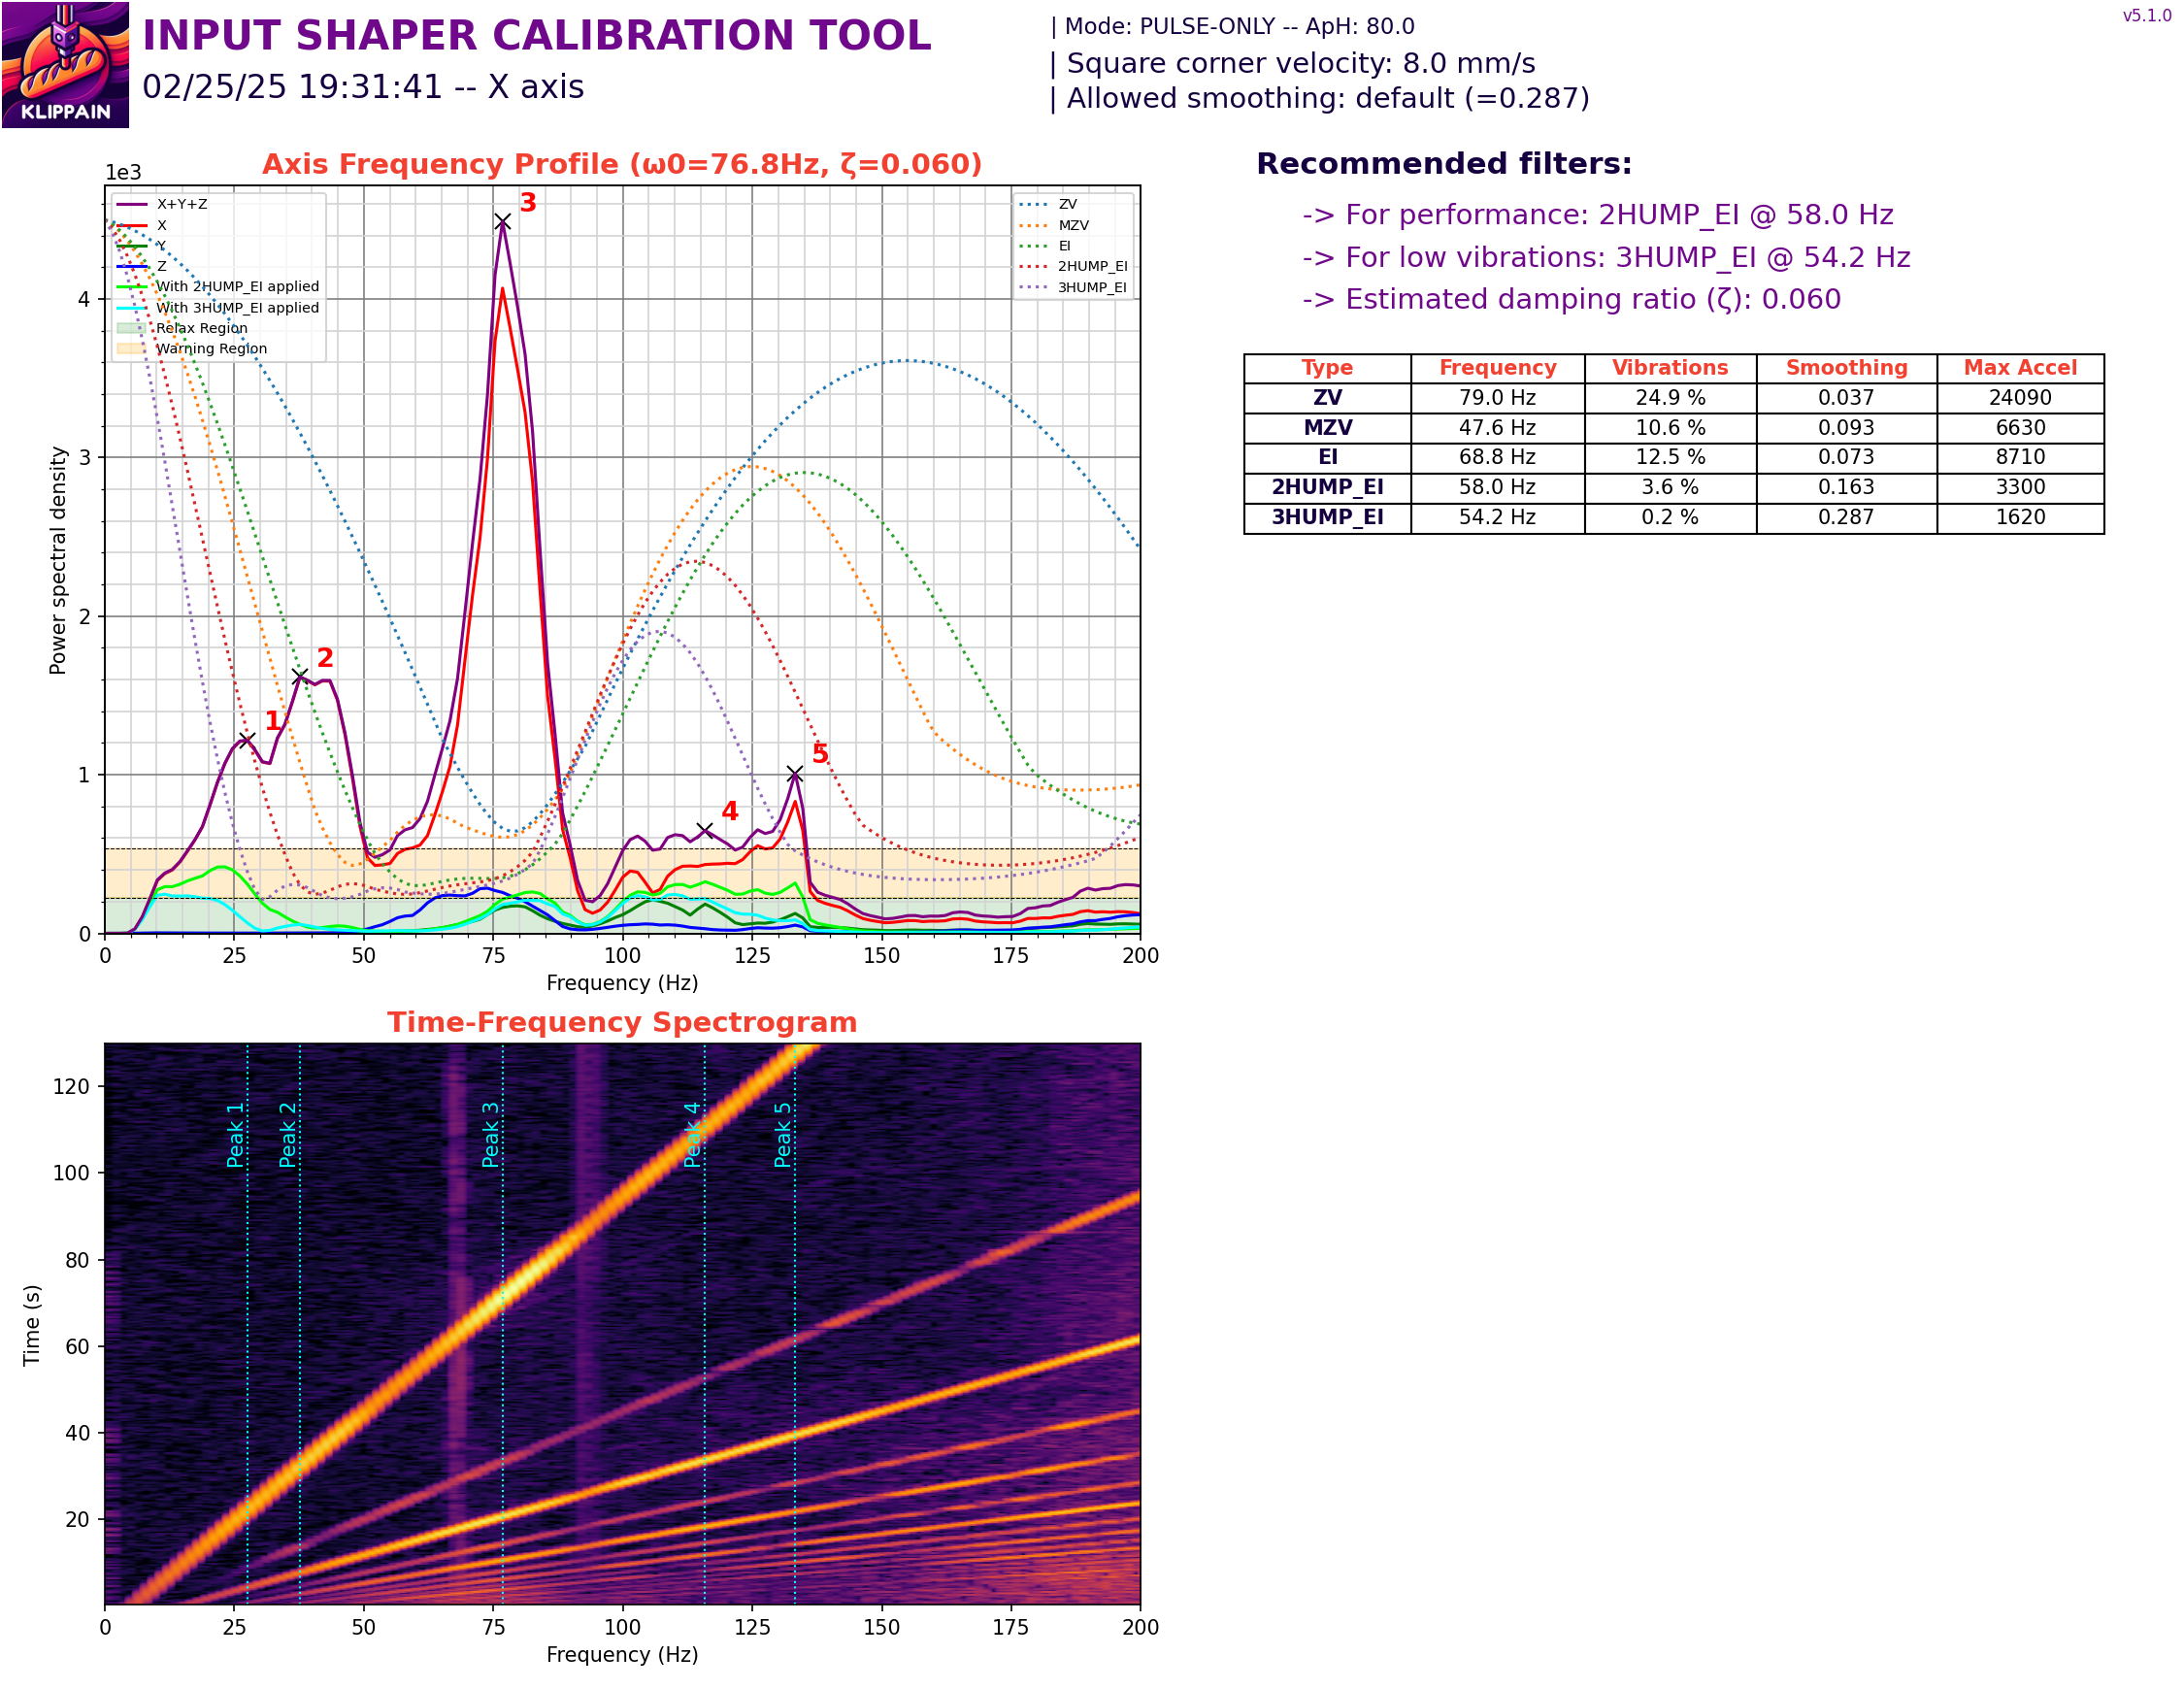 INPUT SHAPER CALIBRATION TOOL
02/25/25 19:31:41 -- X axis
KLIPPAIN
| Mode: PULSE-ONLY -- ApH: 80.0
| Square corner velocity: 8.0 mm/s
| Allowed smoothing: default (=0.287)
v5.1.0
Axis Frequency Profile (ω0=76.8Hz, ζ=0.060)
1e3
X+Y+Z
X
Y
Z
With 2HUMP_EI applied
With 3HUMP_EI applied
Relax Region
Warning Region
ZV
MZV
EI
2HUMP_EI
3HUMP_EI
1
2
3
4
5
Power spectral density
4
3
2
1
0
0 25 50 75 100 125 150 175 200
Frequency (Hz)
Recommended filters:
-> For performance: 2HUMP_EI @ 58.0 Hz
-> For low vibrations: 3HUMP_EI @ 54.2 Hz
-> Estimated damping ratio (ζ): 0.060
Type Frequency Vibrations Smoothing Max Accel
ZV 79.0 Hz 24.9 % 0.037 24090
MZV 47.6 Hz 10.6 % 0.093 6630
EI 68.8 Hz 12.5 % 0.073 8710
2HUMP_EI 58.0 Hz 3.6 % 0.163 3300
3HUMP_EI 54.2 Hz 0.2 % 0.287 1620
Time-Frequency Spectrogram
Time (s)
120
100
80
60
40
20
Peak 1
Peak 2
Peak 3
Peak 4
Peak 5
0 25 50 75 100 125 150 175 200
Frequency (Hz)